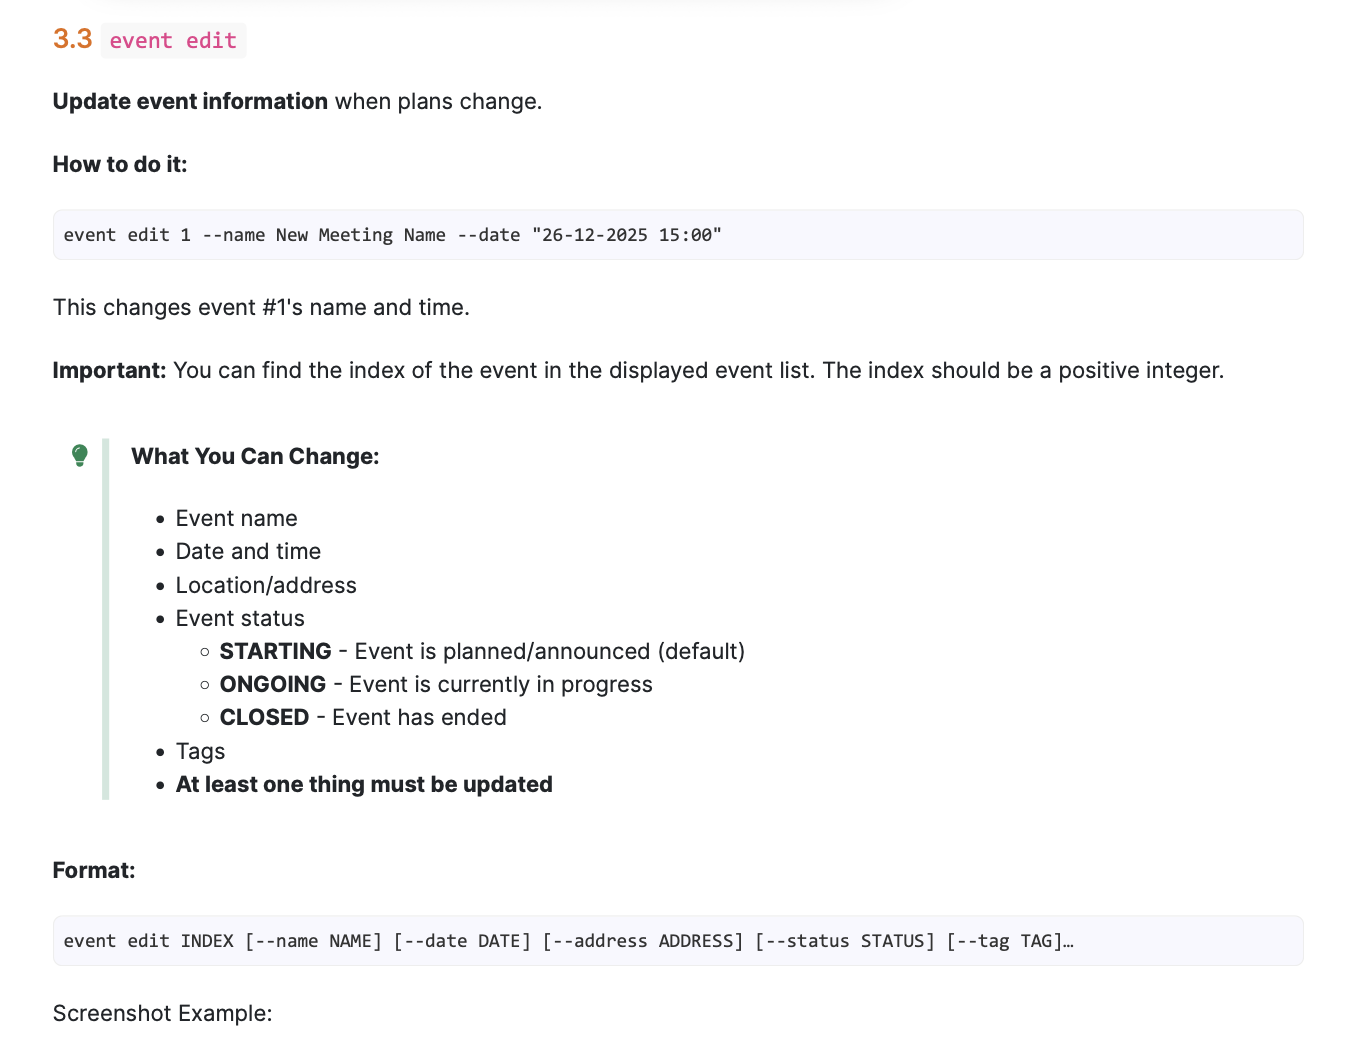 3.3 event edit
Update event information when plans change.
How to do it:
event edit 1 --name New Meeting Name --date "26-12-2025 15:00"
This changes event #1's name and time.
Important: You can find the index of the event in the displayed event list. The index should be a positive integer.
What You Can Change:
• Event name
• Date and time
• Location/address
• Event status
◦ STARTING - Event is planned/announced (default)
◦ ONGOING - Event is currently in progress
◦ CLOSED - Event has ended
• Tags
• At least one thing must be updated
Format:
event edit INDEX [--name NAME] [--date DATE] [--address ADDRESS] [--status STATUS] [--tag TAG]…
Screenshot Example: